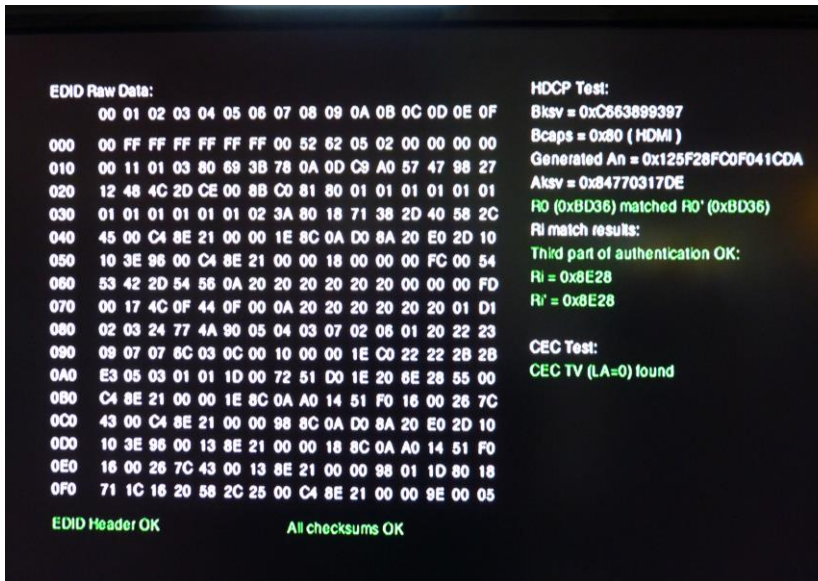 EDID Raw Data:
00 01 02 03 04 05 06 07 08 09 0A 0B 0C 0D 0E 0F
000 00 FF FF FF FF FF FF 00 52 62 05 02 00 00 00 00
010 00 11 01 03 80 69 3B 78 0A 0D C9 A0 57 47 98 27
020 12 48 4C 2D CE 00 8B C0 81 80 01 01 01 01 01 01
030 01 01 01 01 01 01 02 3A 80 18 71 38 2D 40 58 2C
040 45 00 C4 8E 21 00 00 1E 8C 0A D0 8A 20 E0 2D 10
050 10 3E 96 00 C4 8E 21 00 00 18 00 00 00 FC 00 54
060 53 42 2D 54 56 0A 20 20 20 20 20 20 00 00 00 FD
070 00 17 4C 0F 44 0F 00 0A 20 20 20 20 20 20 01 D1
080 02 03 24 77 4A 90 05 04 03 07 02 06 01 20 22 23
090 09 07 07 6C 03 0C 00 10 00 00 1E C0 22 22 2B 2B
0A0 E3 05 03 01 01 1D 00 72 51 D0 1E 20 6E 28 55 00
0B0 C4 8E 21 00 00 1E 8C 0A A0 14 51 F0 16 00 26 7C
0C0 43 00 C4 8E 21 00 00 98 8C 0A D0 8A 20 E0 2D 10
0D0 10 3E 96 00 13 8E 21 00 00 18 8C 0A A0 14 51 F0
0E0 16 00 26 7C 43 00 13 8E 21 00 00 98 01 1D 80 18
0F0 71 1C 16 20 58 2C 25 00 C4 8E 21 00 00 9E 00 05
EDID Header OK All checksums OK
HDCP Test:
Bksv = 0xC663899397
Bcaps = 0x80 ( HDMI )
Generated An = 0x125F28FC0F041CDA
Aksv = 0x84770317DE
R0 (0xBD36) matched R0' (0xBD36)
Ri match results:
Third part of authentication OK:
Ri = 0x8E28
Ri' = 0x8E28
CEC Test:
CEC TV (LA=0) found